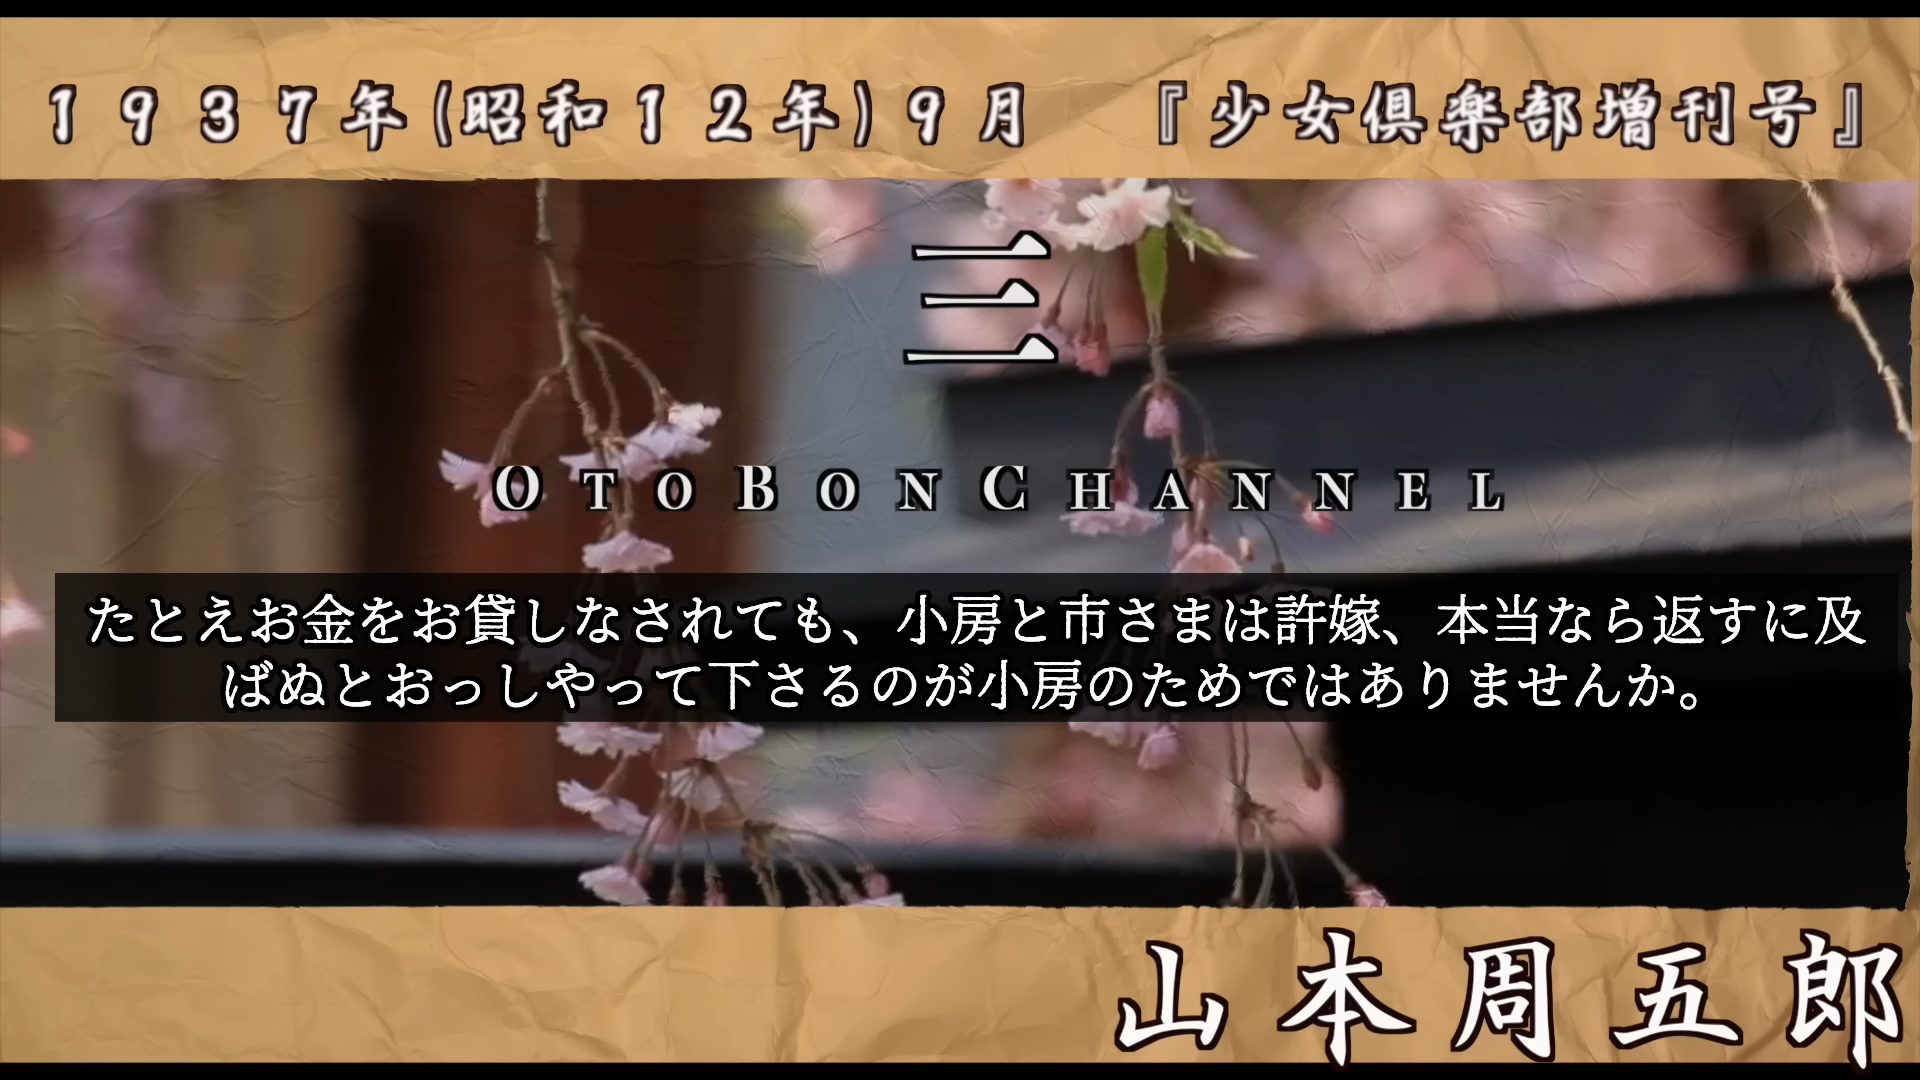 １９３７年(昭和１２年)９月　『少女倶楽部増刊号』
三
OTOBONCHANNEL
たとえお金をお貸しなされても、小房と市さまは許嫁、本当なら返すに及
ばぬとおっしやって下さるのが小房のためではありませんか。
山本周五郎